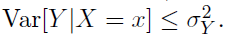 Var[Y|X = x] ≤ σ_Y^2.